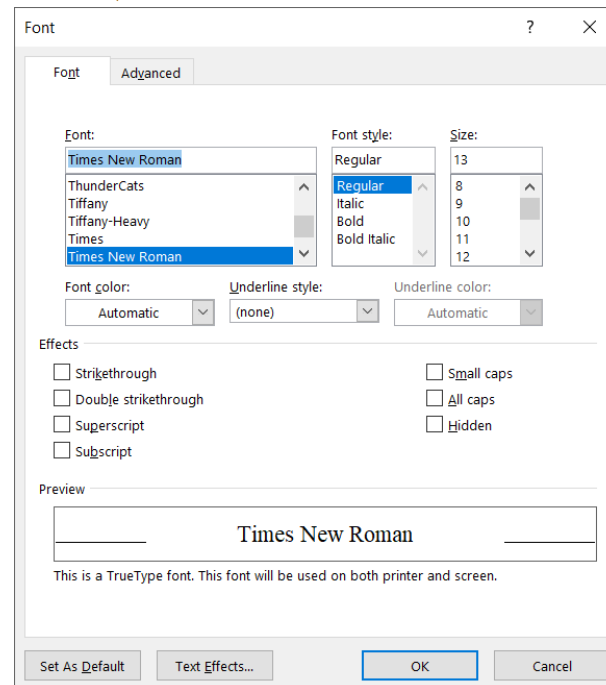 Font ? ×
Font Advanced
Font: Font style: Size:
Times New Roman Regular 13
ThunderCats Regular 8
Tiffany Italic 9
Tiffany-Heavy Bold 10
Times Bold Italic 11
Times New Roman 12
Font color: Underline style: Underline color:
Automatic (none) Automatic
Effects
Strikethrough Small caps
Double strikethrough All caps
Superscript Hidden
Subscript
Preview
Times New Roman
This is a TrueType font. This font will be used on both printer and screen.
Set As Default Text Effects... OK Cancel